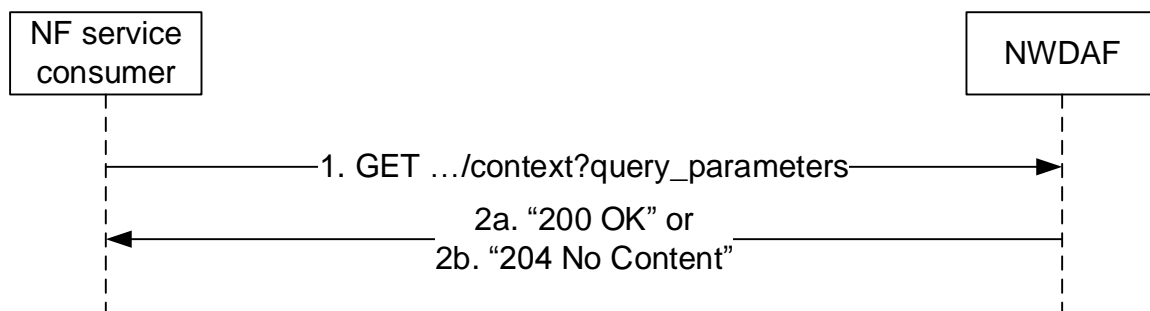 NF service
consumer
NWDAF
1. GET …/context?query_parameters
2a. “200 OK” or
2b. “204 No Content”